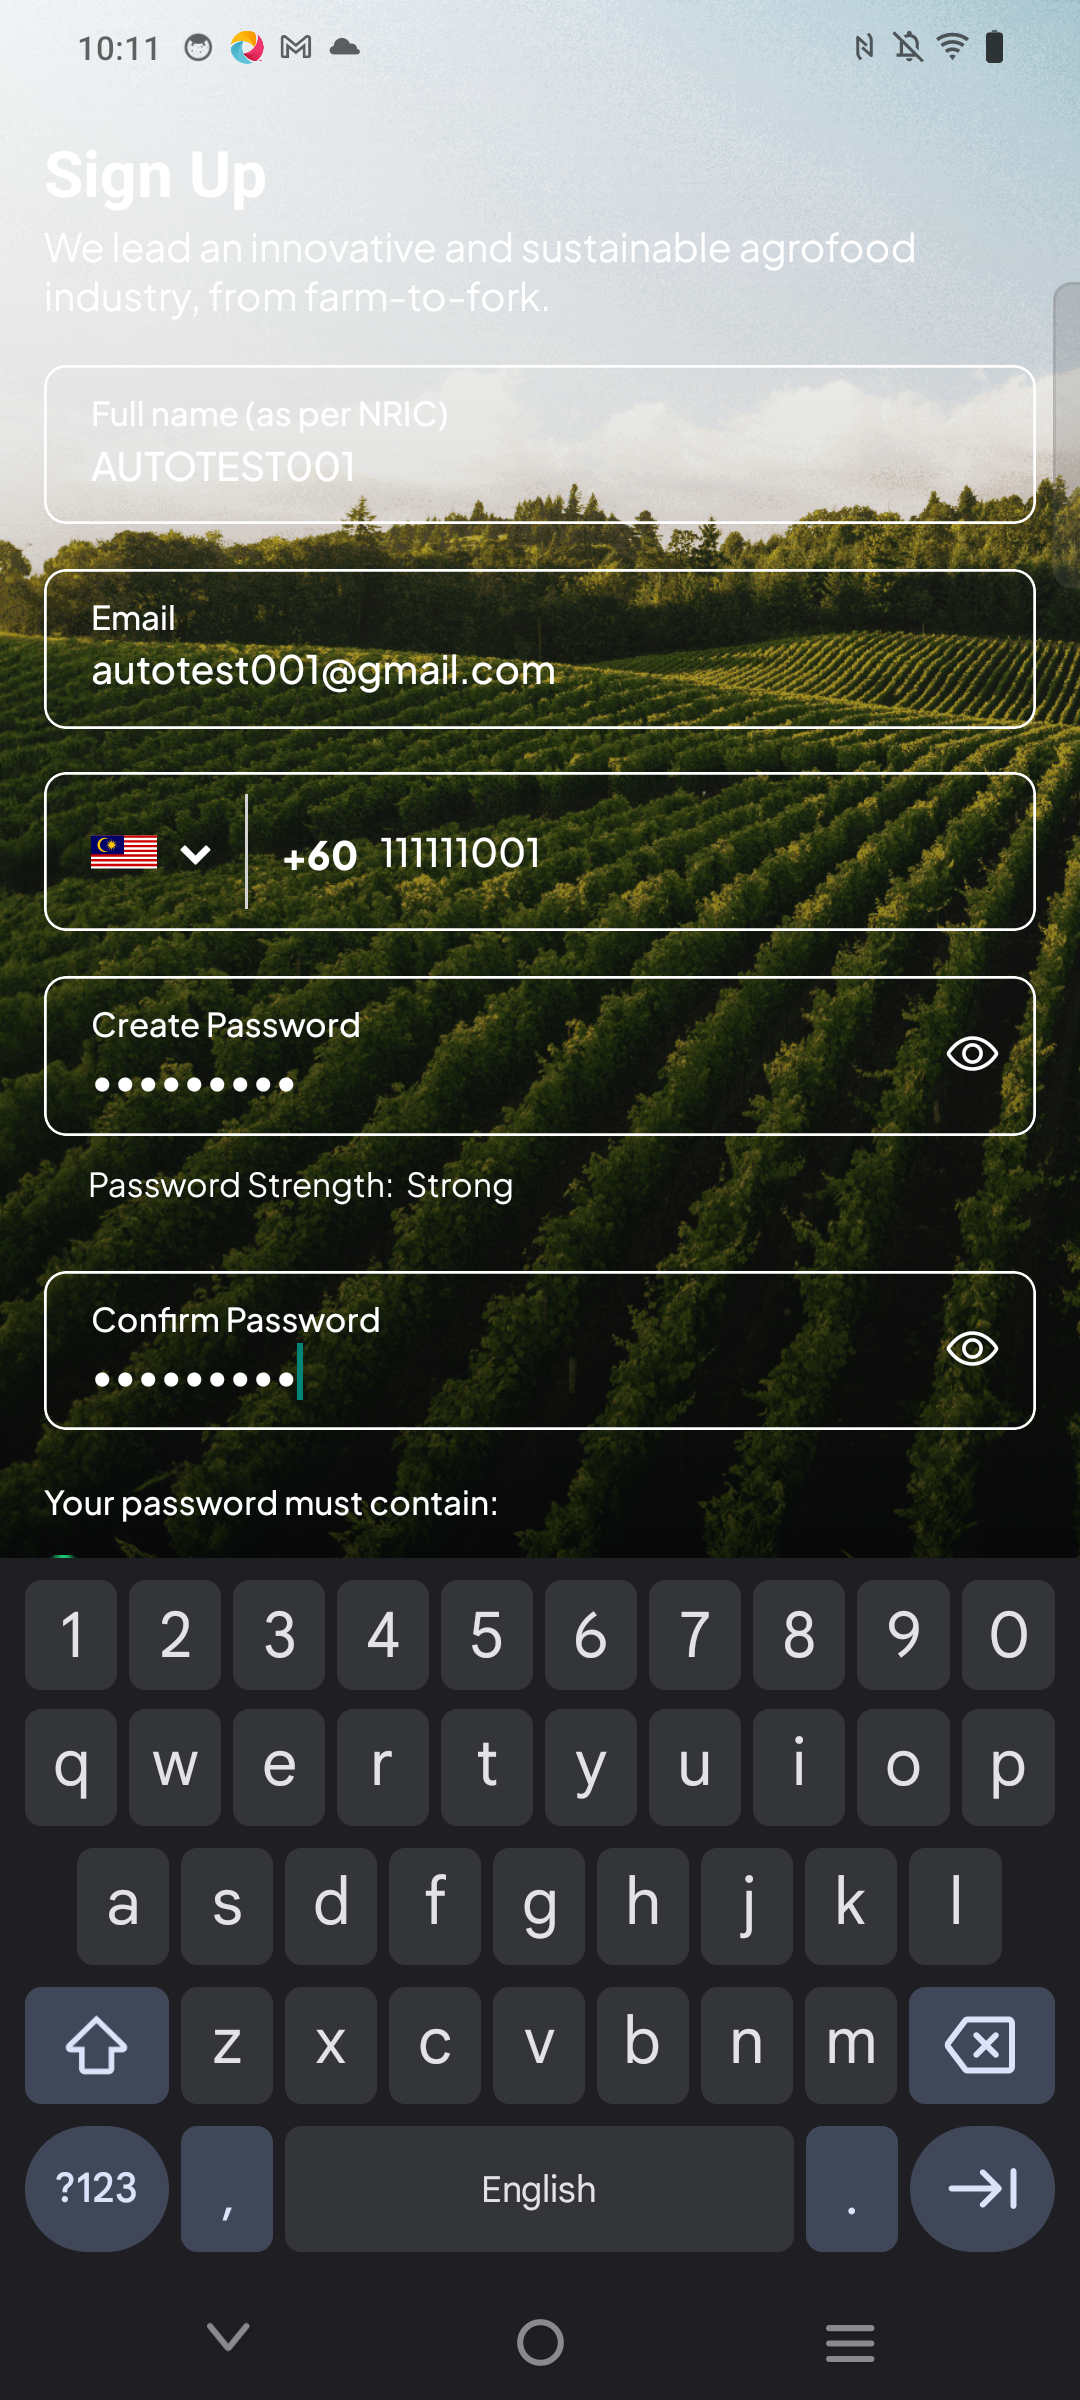 10:11
Sign Up
We lead an innovative and sustainable agrofood
industry, from farm-to-fork.
Full name (as per NRIC)
AUTOTEST001
Email
autotest001@gmail.com
+60 111111001
Create Password
•••••••••
Password Strength: Strong
Confirm Password
•••••••••
Your password must contain:
1 2 3 4 5 6 7 8 9 0
q w e r t y u i o p
a s d f g h j k l
z x c v b n m
?123 , English .